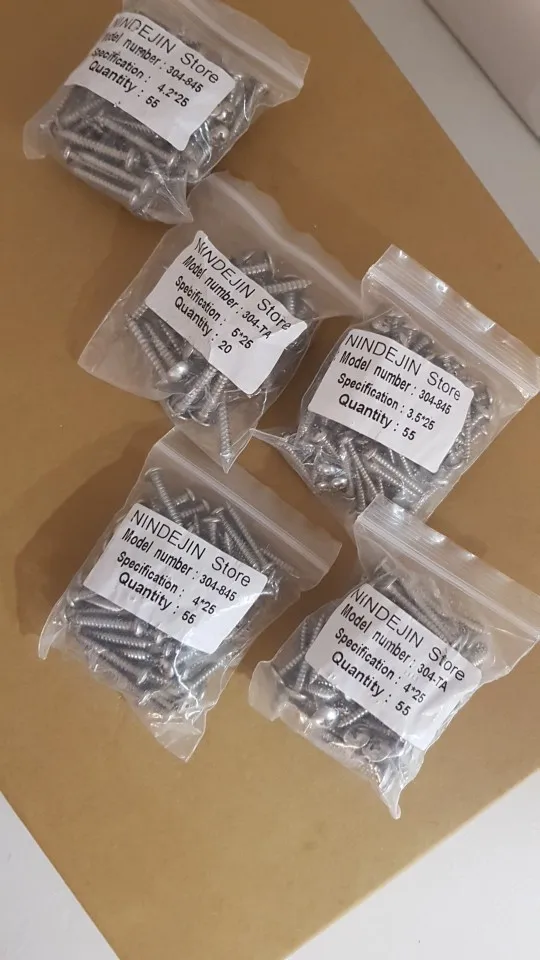 NINDEJIN Store
Model number : 304-845
Specification : 4.2*25
Quantity : 55
NINDEJIN Store
Model number : 304-TA
Specification : 5*25
Quantity : 20
NINDEJIN Store
Model number : 304-845
Specification : 3.5*25
Quantity : 55
NINDEJIN Store
Model number : 304-845
Specification : 4*25
Quantity : 55
NINDEJIN Store
Model number : 304-TA
Specification : 4*25
Quantity : 55